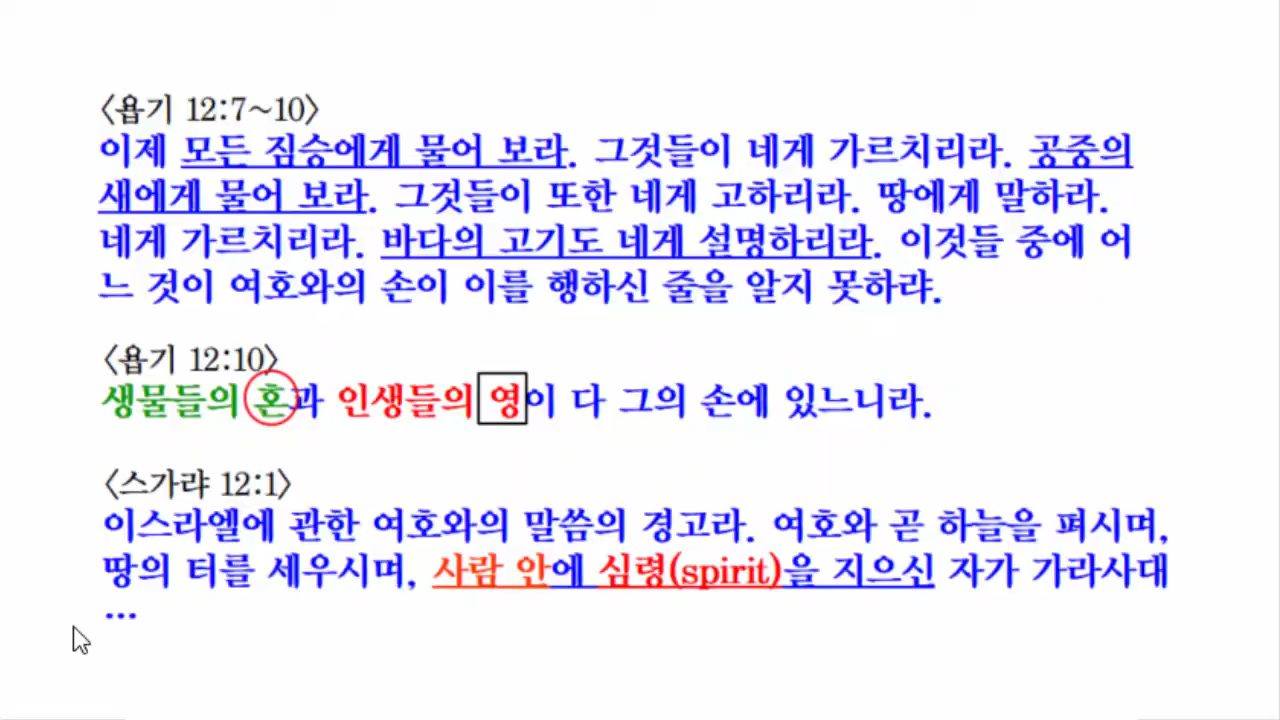 〈욥기 12:7~10〉
이제 모든 짐승에게 물어 보라. 그것들이 네게 가르치리라. 공중의
새에게 물어 보라. 그것들이 또한 네게 고하리라. 땅에게 말하라.
네게 가르치리라. 바다의 고기도 네게 설명하리라. 이것들 중에 어
느 것이 여호와의 손이 이를 행하신 줄을 알지 못하랴.
〈욥기 12:10〉
생물들의 혼과 인생들의 영이 다 그의 손에 있느니라.
〈스가랴 12:1〉
이스라엘에 관한 여호와의 말씀의 경고라. 여호와 곧 하늘을 펴시며,
땅의 터를 세우시며, 사람 안에 심령(spirit)을 지으신 자가 가라사대
…